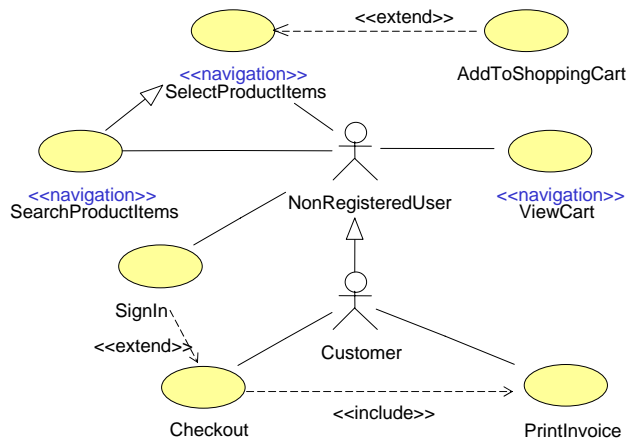 <<extend>>
AddToShoppingCart
<<navigation>>
SelectProductItems
<<navigation>>
SearchProductItems
NonRegisteredUser
<<navigation>>
ViewCart
SignIn
<<extend>>
Customer
Checkout
<<include>>
PrintInvoice